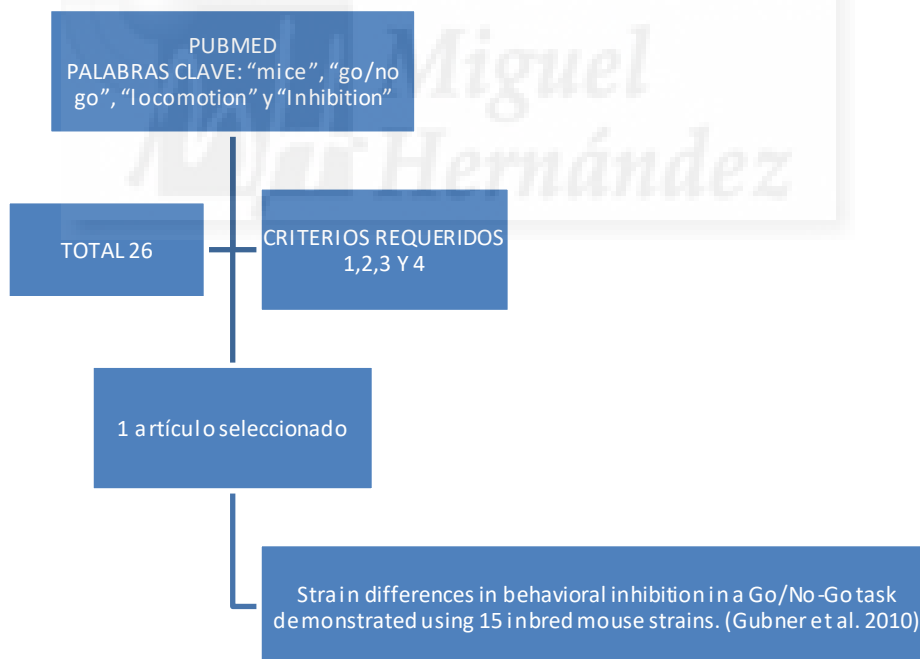 Miguel
Hernández
PUBMED
PALABRAS CLAVE: “mice”, “go/no
go”, “locomotion” y “Inhibition”
TOTAL 26
CRITERIOS REQUERIDOS
1,2,3 Y 4
1 artículo seleccionado
Strain differences in behavioral inhibition in a Go/No-Go task
demonstrated using 15 inbred mouse strains. (Gubner et al. 2010)